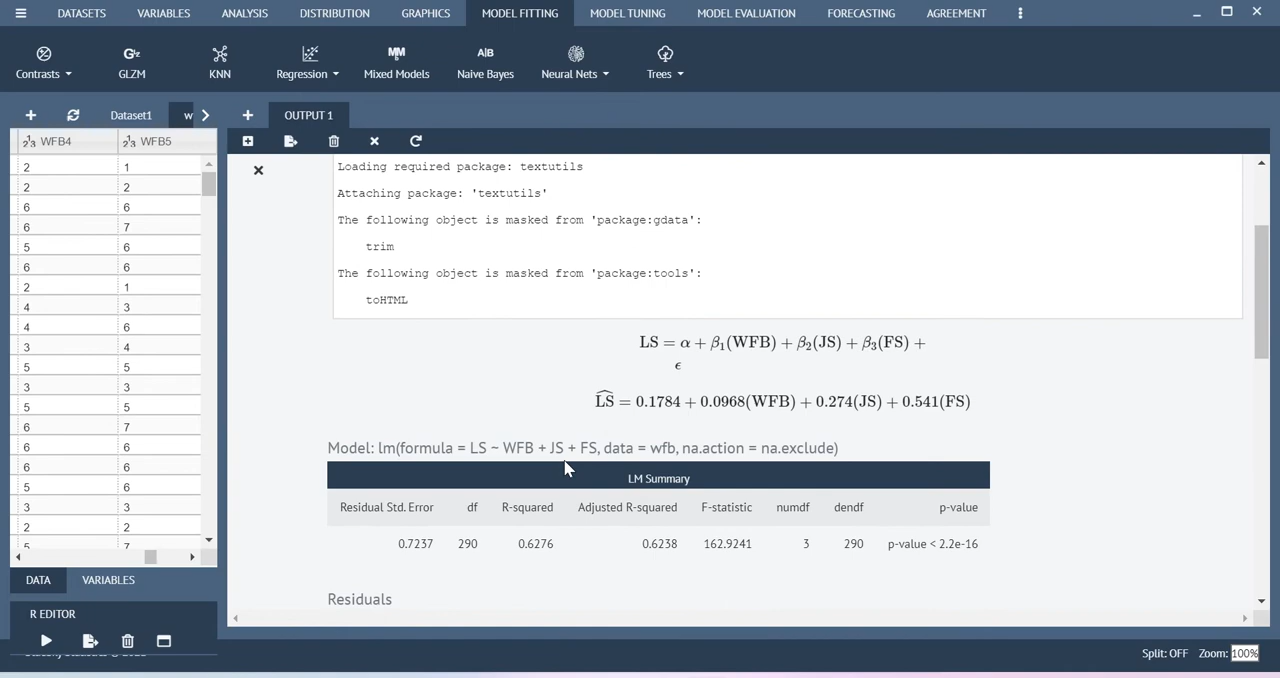 DATASETS VARIABLES ANALYSIS DISTRIBUTION GRAPHICS MODEL FITTING MODEL TUNING MODEL EVALUATION FORECASTING AGREEMENT
Contrasts GLZM KNN Regression Mixed Models Naive Bayes Neural Nets Trees
Dataset1 w OUTPUT 1
WFB4 WFB5
2 1
2 2
6 6
6 7
5 6
6 6
2 1
4 3
4 6
3 4
5 5
3 3
5 5
6 7
6 6
6 6
5 6
3 3
2 2
5 7
DATA VARIABLES
R EDITOR
Loading required package: textutils
Attaching package: 'textutils'
The following object is masked from 'package:gdata':
trim
The following object is masked from 'package:tools':
toHTML
LS = α + β₁(WFB) + β₂(JS) + β₃(FS) +
ϵ
L̂S = 0.1784 + 0.0968(WFB) + 0.274(JS) + 0.541(FS)
Model: lm(formula = LS ~ WFB + JS + FS, data = wfb, na.action = na.exclude)
LM Summary
Residual Std. Error df R-squared Adjusted R-squared F-statistic numdf dendf p-value
0.7237 290 0.6276 0.6238 162.9241 3 290 p-value < 2.2e-16
Residuals
Split: OFF Zoom: 100%